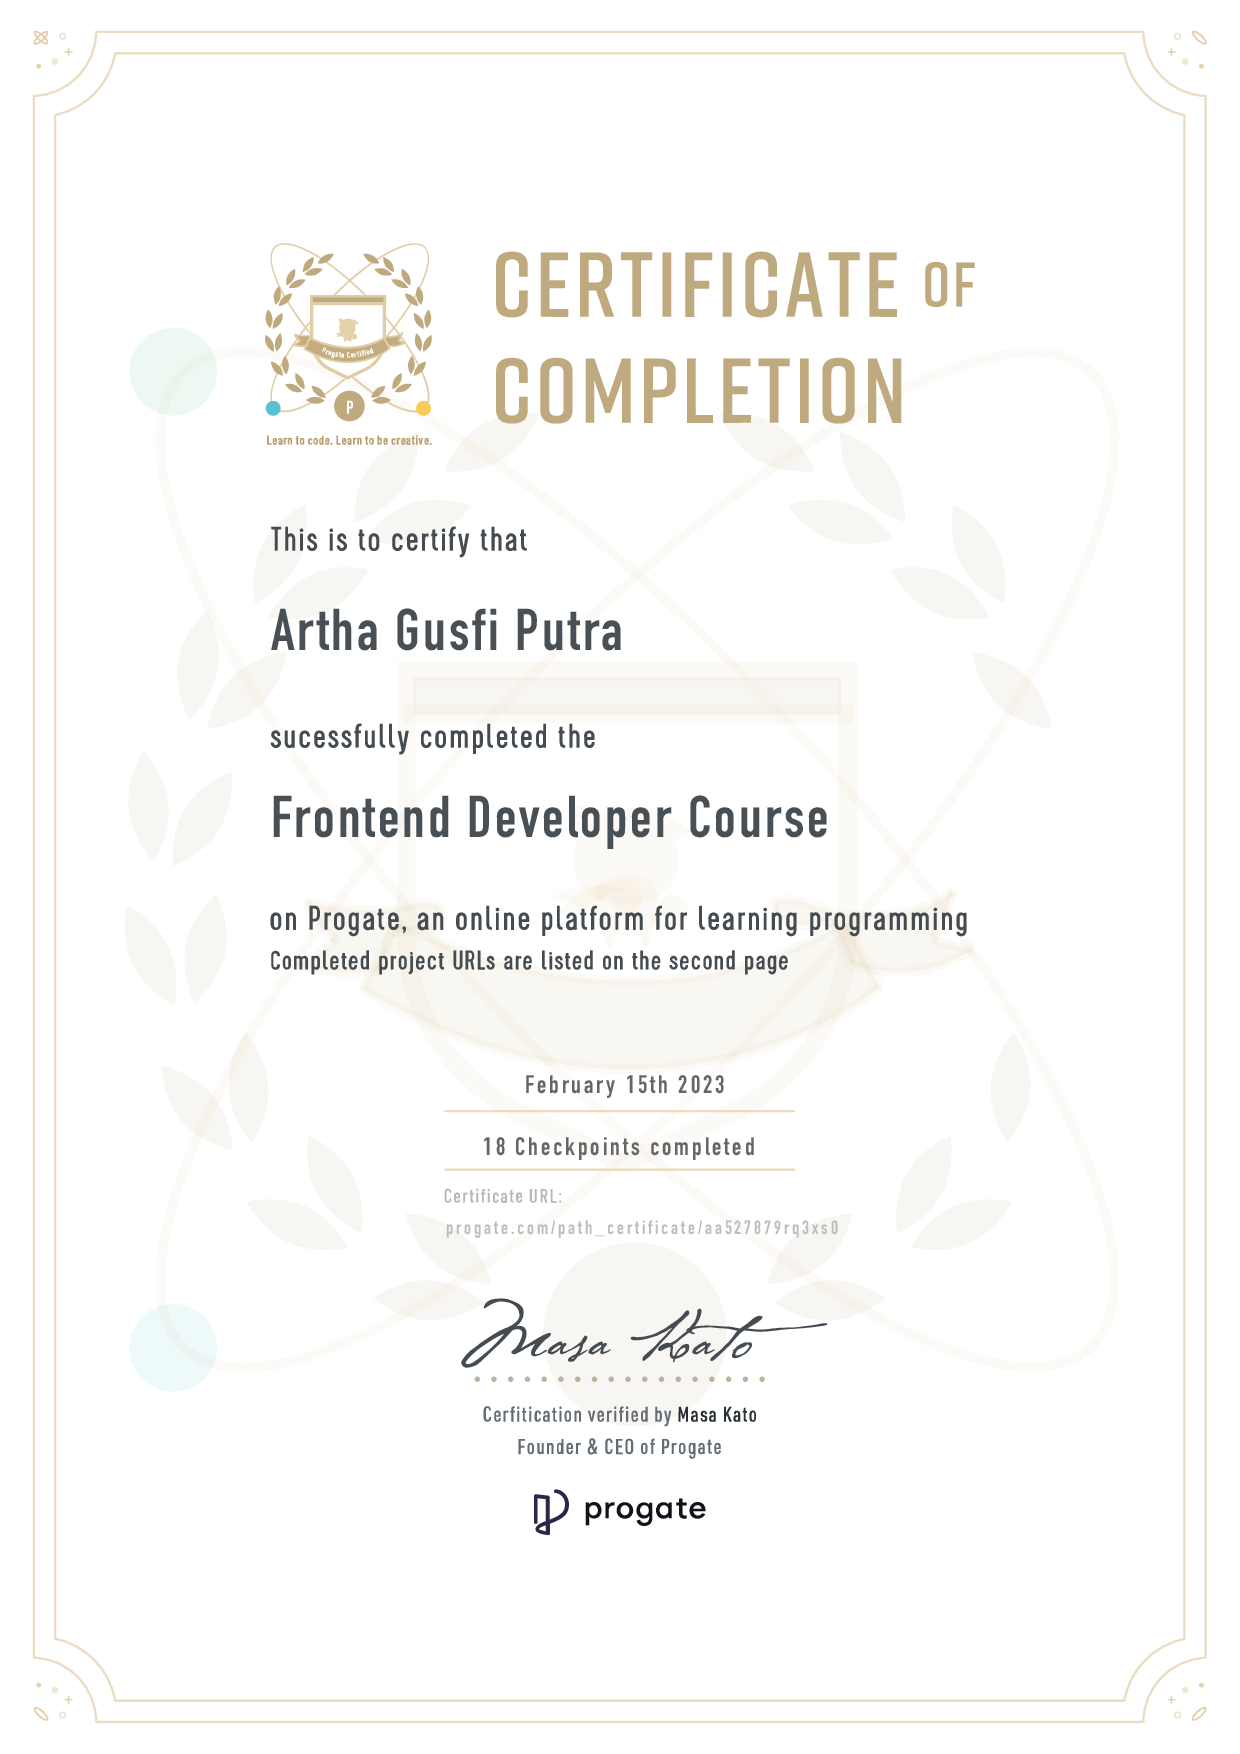 CERTIFICATE OF
COMPLETION
Progate Certified
P
Learn to code. Learn to be creative.
This is to certify that
Artha Gusfi Putra
sucessfully completed the
Frontend Developer Course
on Progate, an online platform for learning programming
Completed project URLs are listed on the second page
February 15th 2023
18 Checkpoints completed
Certificate URL:
progate.com/path_certificate/aa527879rq3xs0
Masa Kato
Cerfitication verified by Masa Kato
Founder & CEO of Progate
progate